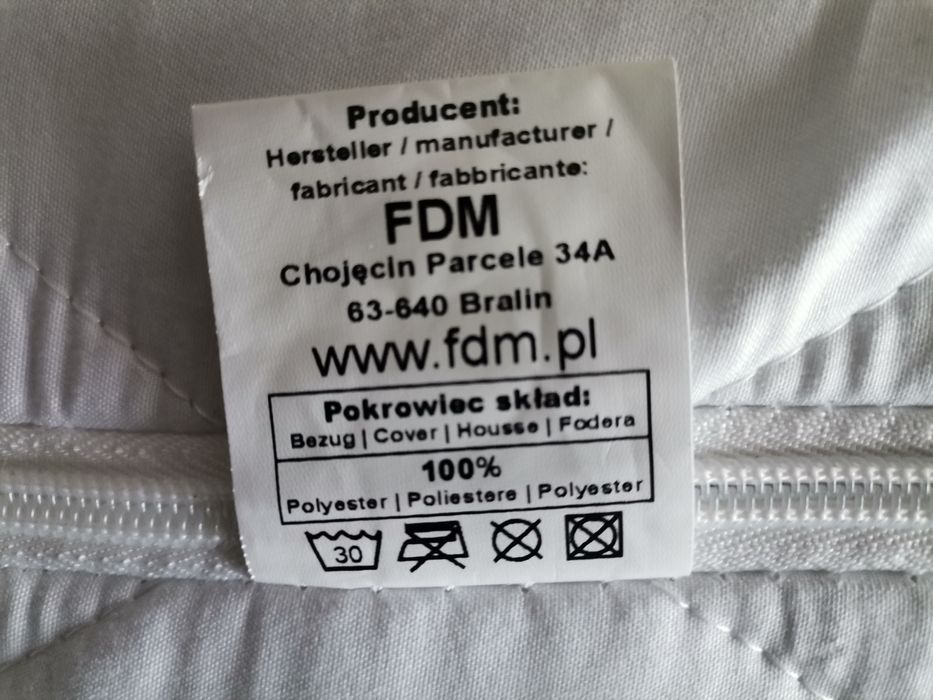 Producent:
Hersteller / manufacturer /
fabricant / fabbricante:
FDM
Chojęcin Parcele 34A
63-640 Bralin
www.fdm.pl
Pokrowiec skład:
Bezug | Cover | Housse | Fodera
100%
Polyester | Poliestere | Polyester
30